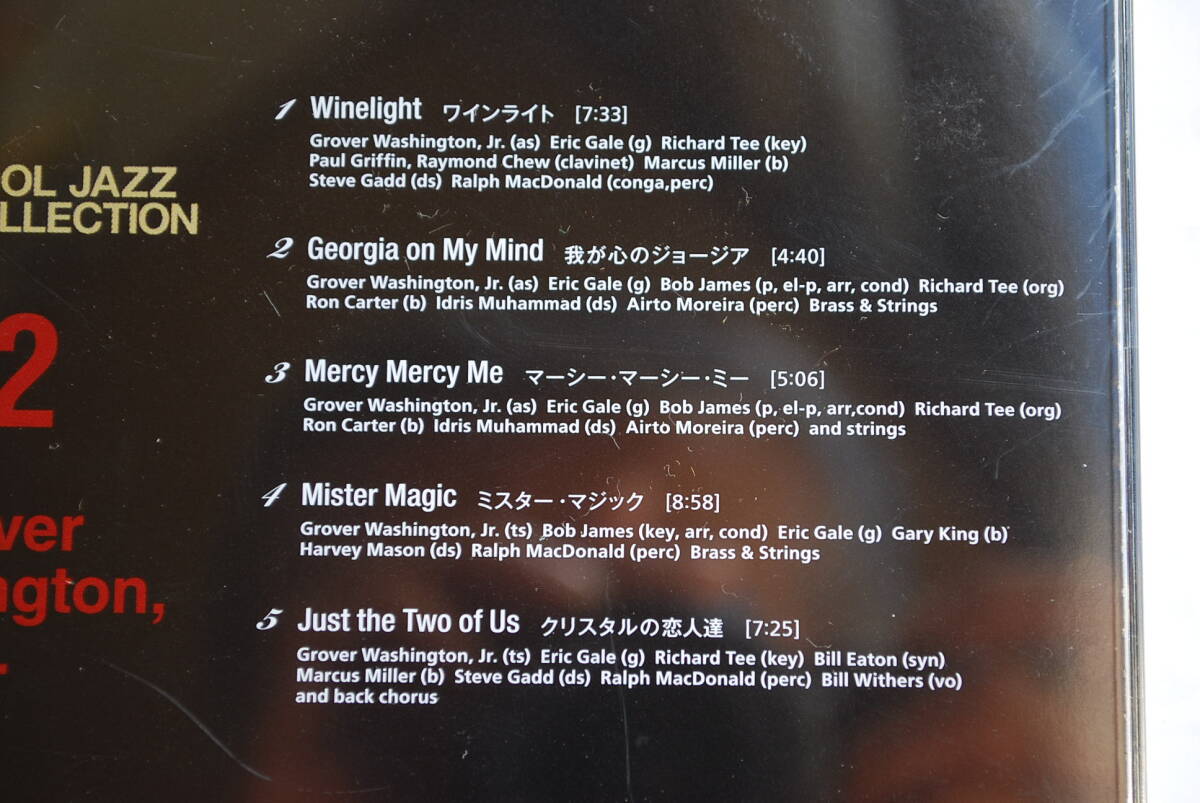 OL JAZZ
LLECTION
2
ver
ngton,
1 Winelight ワインライト [7:33]
Grover Washington, Jr. (as) Eric Gale (g) Richard Tee (key)
Paul Griffin, Raymond Chew (clavinet) Marcus Miller (b)
Steve Gadd (ds) Ralph MacDonald (conga,perc)
2 Georgia on My Mind 我が心のジョージア [4:40]
Grover Washington, Jr. (as) Eric Gale (g) Bob James (p, el-p, arr, cond) Richard Tee (org)
Ron Carter (b) Idris Muhammad (ds) Airto Moreira (perc) Brass & Strings
3 Mercy Mercy Me マーシー・マーシー・ミー [5:06]
Grover Washington, Jr. (as) Eric Gale (g) Bob James (p, el-p, arr,cond) Richard Tee (org)
Ron Carter (b) Idris Muhammad (ds) Airto Moreira (perc) and strings
4 Mister Magic ミスター・マジック [8:58]
Grover Washington, Jr. (ts) Bob James (key, arr, cond) Eric Gale (g) Gary King (b)
Harvey Mason (ds) Ralph MacDonald (perc) Brass & Strings
5 Just the Two of Us クリスタルの恋人達 [7:25]
Grover Washington, Jr. (ts) Eric Gale (g) Richard Tee (key) Bill Eaton (syn)
Marcus Miller (b) Steve Gadd (ds) Ralph MacDonald (perc) Bill Withers (vo)
and back chorus